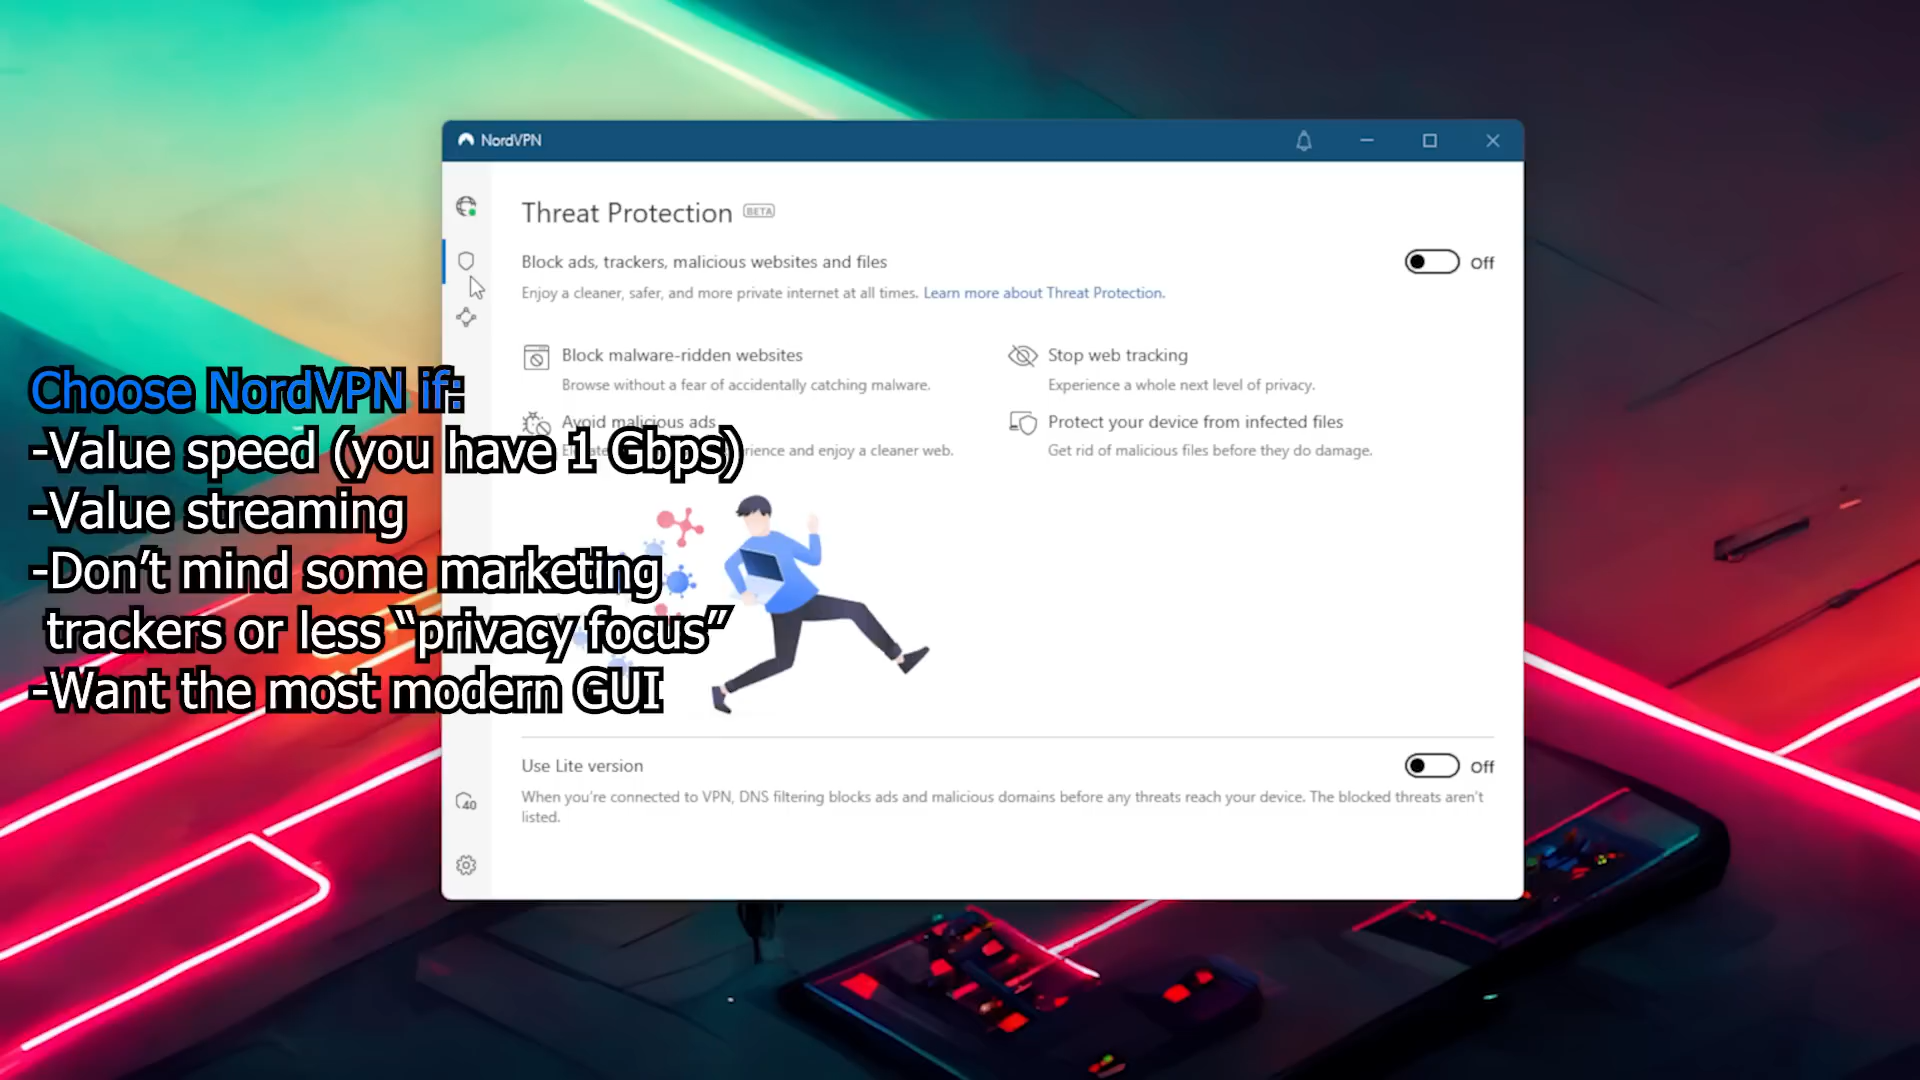 NordVPN
Threat Protection BETA
Block ads, trackers, malicious websites and files
Off
Enjoy a cleaner, safer, and more private internet at all times. Learn more about Threat Protection.
Block malware-ridden websites
Browse without a fear of accidentally catching malware.
Stop web tracking
Experience a whole next level of privacy.
Avoid malicious ads
and enjoy a cleaner web.
Protect your device from infected files
Get rid of malicious files before they do damage.
Choose NordVPN if:
-Value speed (you have 1 Gbps)
-Value streaming
-Don't mind some marketing
trackers or less “privacy focus”
-Want the most modern GUI
Use Lite version
Off
When you're connected to VPN, DNS filtering blocks ads and malicious domains before any threats reach your device. The blocked threats aren't
listed.
40